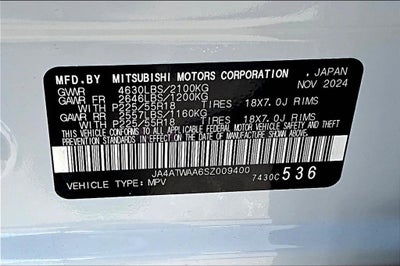 MFD.BY MITSUBISHI MOTORS CORPORATION , JAPAN
GVWR 4630LBS/2100KG NOV 2024
GAWR FR 2646LBS/1200KG
WITH P225/55R18 TIRES 18X7.0J RIMS
GAWR RR 2557LBS/1160KG
WITH P225/55R18 TIRES 18X7.0J RIMS
THIS VEHICLE CONFORMS TO ALL APPLICABLE FEDERAL
MOTOR VEHICLE SAFETY, BUMPER, AND THEFT
PREVENTION STANDARDS IN EFFECT ON THE DATE OF
MANUFACTURE SHOWN ABOVE.
JA4ATWAA6SZ009400
VEHICLE TYPE: MPV 7430C 536